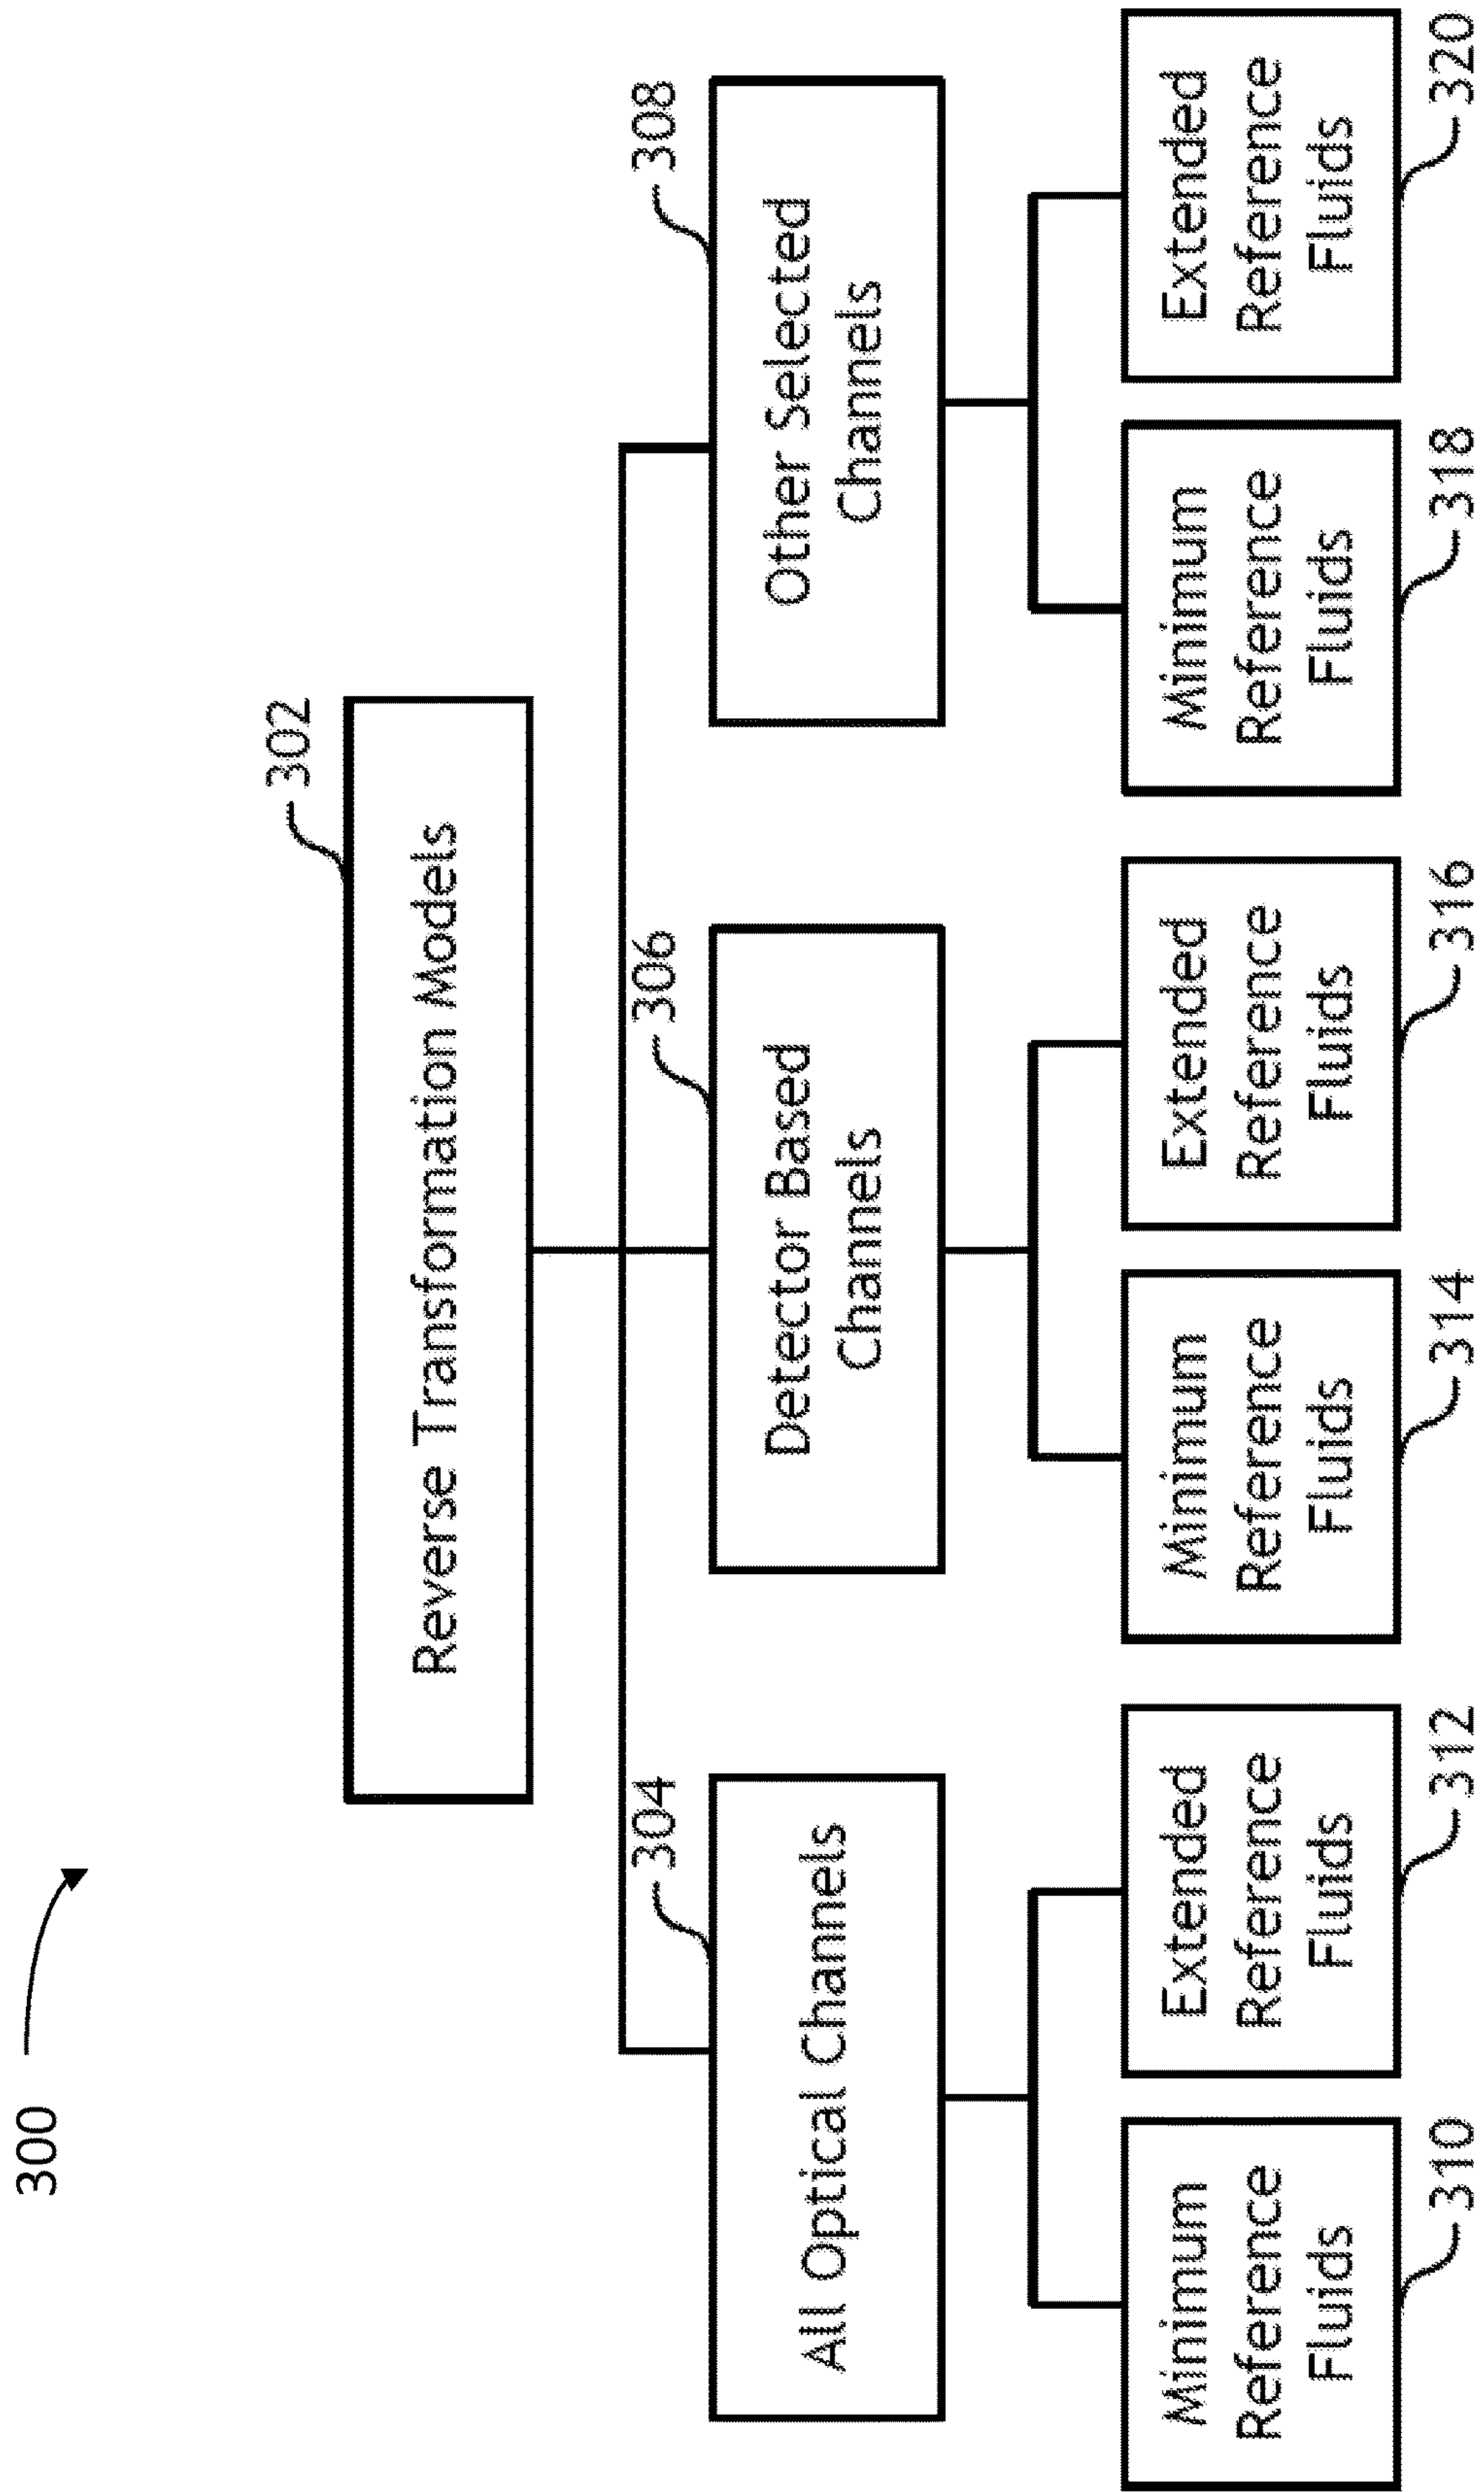 300
302
Reverse Transformation Models
304
306
308
All Optical Channels
Detector Based
Channels
Other Selected
Channels
Minimum
Reference
Fluids
Extended
Reference
Fluids
Minimum
Reference
Fluids
Extended
Reference
Fluids
Minimum
Reference
Fluids
Extended
Reference
Fluids
310
312
314
316
318
320